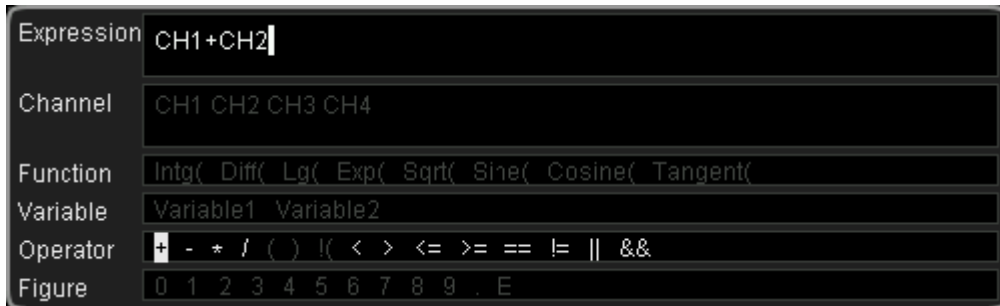 Expression CH1+CH2
Channel CH1 CH2 CH3 CH4
Function Intg( Diff( Lg( Exp( Sqrt( Sine( Cosine( Tangent(
Variable Variable1 Variable2
Operator + - * / ( ) !( < > <= >= == != || &&
Figure 0 1 2 3 4 5 6 7 8 9 . E